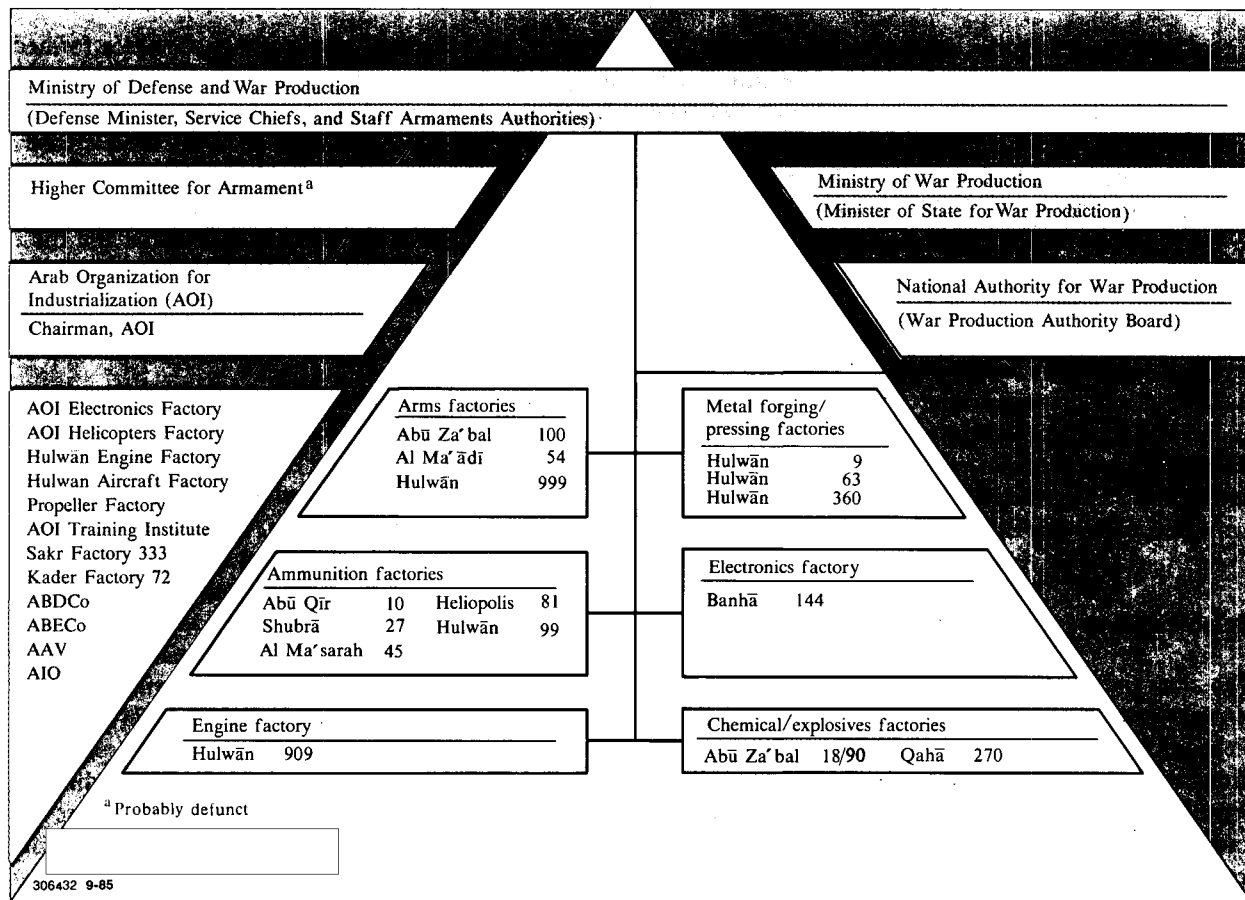 Ministry of Defense and War Production
(Defense Minister, Service Chiefs, and Staff Armaments Authorities)
Higher Committee for Armament a
Ministry of War Production
(Minister of State for War Production)
Arab Organization for
Industrialization (AOI)
Chairman, AOI
National Authority for War Production
(War Production Authority Board)
AOI Electronics Factory
AOI Helicopters Factory
Hulwān Engine Factory
Hulwan Aircraft Factory
Propeller Factory
AOI Training Institute
Sakr Factory 333
Kader Factory 72
ABDCo
ABECo
AAV
AIO
Arms factories
Abū Za´bal 100
Al Ma´ādī 54
Hulwān 999
Metal forging/
pressing factories
Hulwān 9
Hulwān 63
Hulwān 360
Ammunition factories
Abū Qīr 10 Heliopolis 81
Shubrā 27 Hulwān 99
Al Ma´sarah 45
Electronics factory
Banhā 144
Engine factory
Hulwān 909
Chemical/explosives factories
Abū Za´bal 18/90 Qahā 270
a Probably defunct
306432 9-85